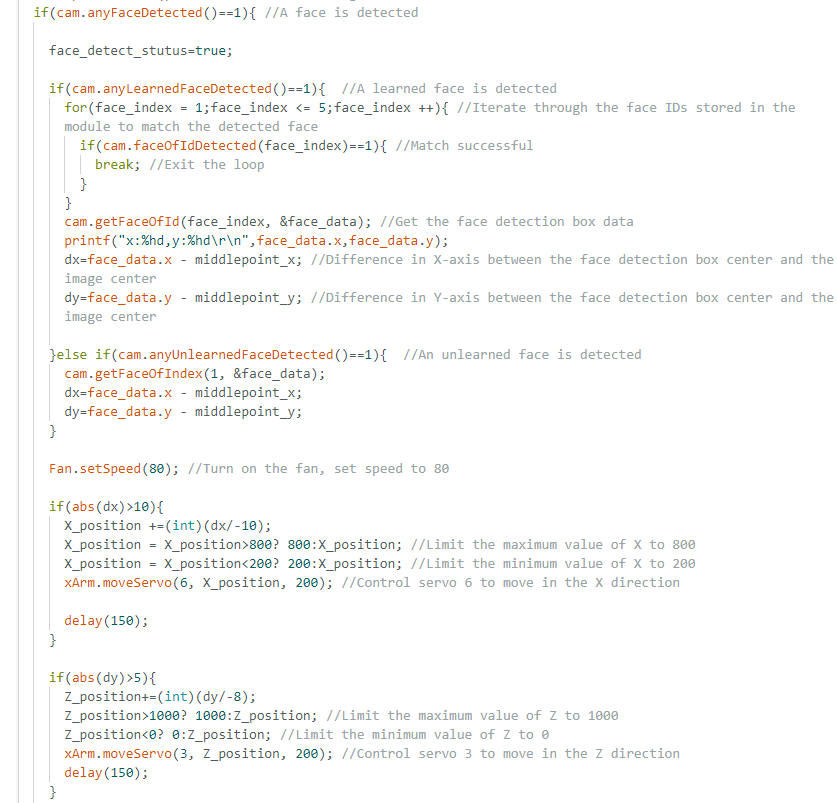 if(cam.anyFaceDetected()==1){ //A face is detected
face_detect_stutus=true;
if(cam.anyLearnedFaceDetected()==1){  //A learned face is detected
for(face_index = 1;face_index <= 5;face_index ++){ //Iterate through the face IDs stored in the
module to match the detected face
if(cam.faceOfIdDetected(face_index)==1){ //Match successful
break; //Exit the loop
}
}
cam.getFaceOfId(face_index, &face_data); //Get the face detection box data
printf("x:%hd,y:%hd\r\n",face_data.x,face_data.y);
dx=face_data.x - middlepoint_x; //Difference in X-axis between the face detection box center and the
image center
dy=face_data.y - middlepoint_y; //Difference in Y-axis between the face detection box center and the
image center
}else if(cam.anyUnlearnedFaceDetected()==1){  //An unlearned face is detected
cam.getFaceOfIndex(1, &face_data);
dx=face_data.x - middlepoint_x;
dy=face_data.y - middlepoint_y;
}
Fan.setSpeed(80); //Turn on the fan, set speed to 80
if(abs(dx)>10){
X_position +=(int)(dx/-10);
X_position = X_position>800? 800:X_position; //Limit the maximum value of X to 800
X_position = X_position<200? 200:X_position; //Limit the minimum value of X to 200
xArm.moveServo(6, X_position, 200); //Control servo 6 to move in the X direction
delay(150);
}
if(abs(dy)>5){
Z_position+=(int)(dy/-8);
Z_position>1000? 1000:Z_position; //Limit the maximum value of Z to 1000
Z_position<0? 0:Z_position; //Limit the minimum value of Z to 0
xArm.moveServo(3, Z_position, 200); //Control servo 3 to move in the Z direction
delay(150);
}